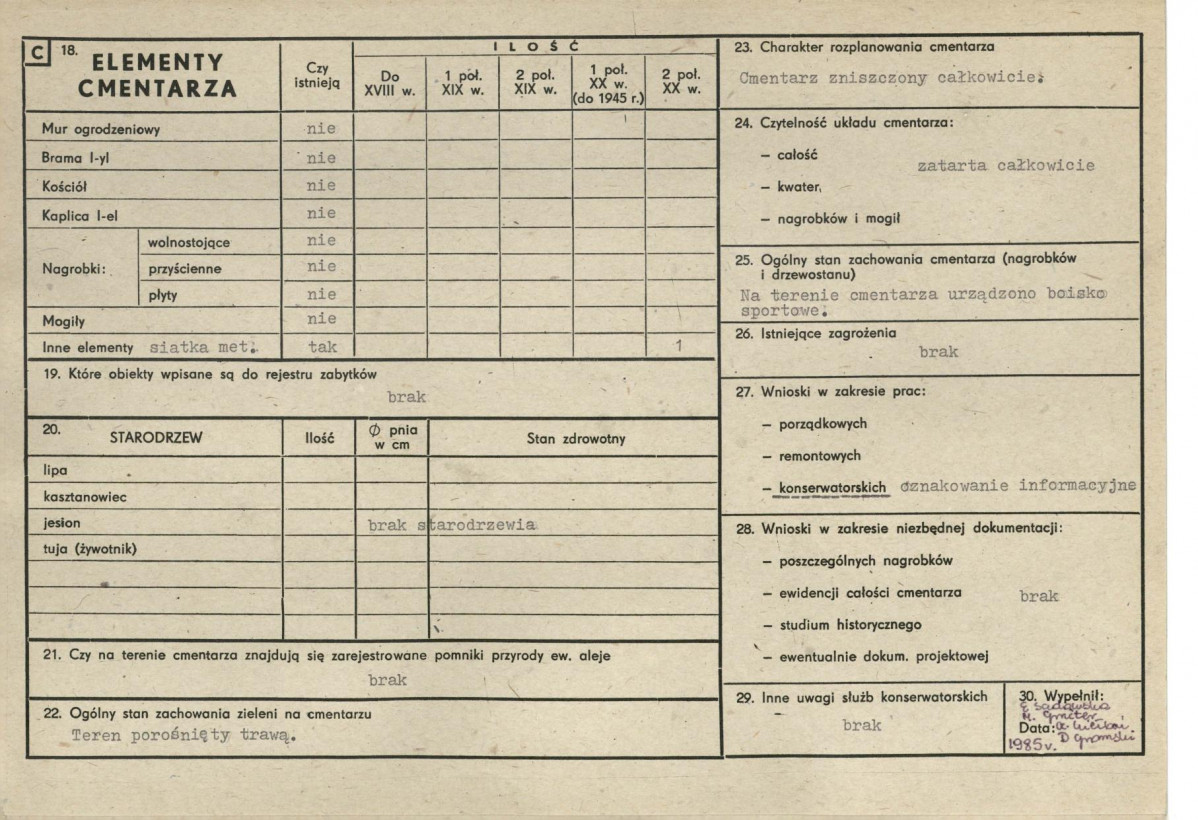 C 18. ELEMENTY
CMENTARZA
Czy
istnieją
ILOŚĆ
Do
XVIII w.
1 poł.
XIX w.
2 poł.
XIX w.
1 poł.
XX w.
(do 1945 r.)
2 poł.
XX w.
Mur ogrodzeniowy nie
Brama I-yI nie
Kościół nie
Kaplica I-eI nie
Nagrobki:
wolnostojące nie
przyścienne nie
płyty nie
Mogiły nie
Inne elementy siatka met. tak 1
19. Które obiekty wpisane są do rejestru zabytków
brak
20. STARODRZEW Ilość Ø pnia
w cm
Stan zdrowotny
lipa
kasztanowiec
jesion brak starodrzewia
tuja (żywotnik)
21. Czy na terenie cmentarza znajdują się zarejestrowane pomniki przyrody ew. aleje
brak
22. Ogólny stan zachowania zieleni na cmentarzu
Teren porośnięty trawą.
23. Charakter rozplanowania cmentarza
Cmentarz zniszczony całkowicie.
24. Czytelność układu cmentarza:
– całość
zatarta całkowicie
– kwater,
– nagrobków i mogił
25. Ogólny stan zachowania cmentarza (nagrobków
i drzewostanu)
Na terenie cmentarza urządzono boisko
sportowe.
26. Istniejące zagrożenia
brak
27. Wnioski w zakresie prac:
– porządkowych
– remontowych
– konserwatorskich oznakowanie informacyjne
28. Wnioski w zakresie niezbędnej dokumentacji:
– poszczególnych nagrobków
– ewidencji całości cmentarza brak
– studium historycznego
– ewentualnie dokum. projektowej
29. Inne uwagi służb konserwatorskich
brak
30. Wypełnił:
E Sadowska
Data:
D Gromski
1985 r.